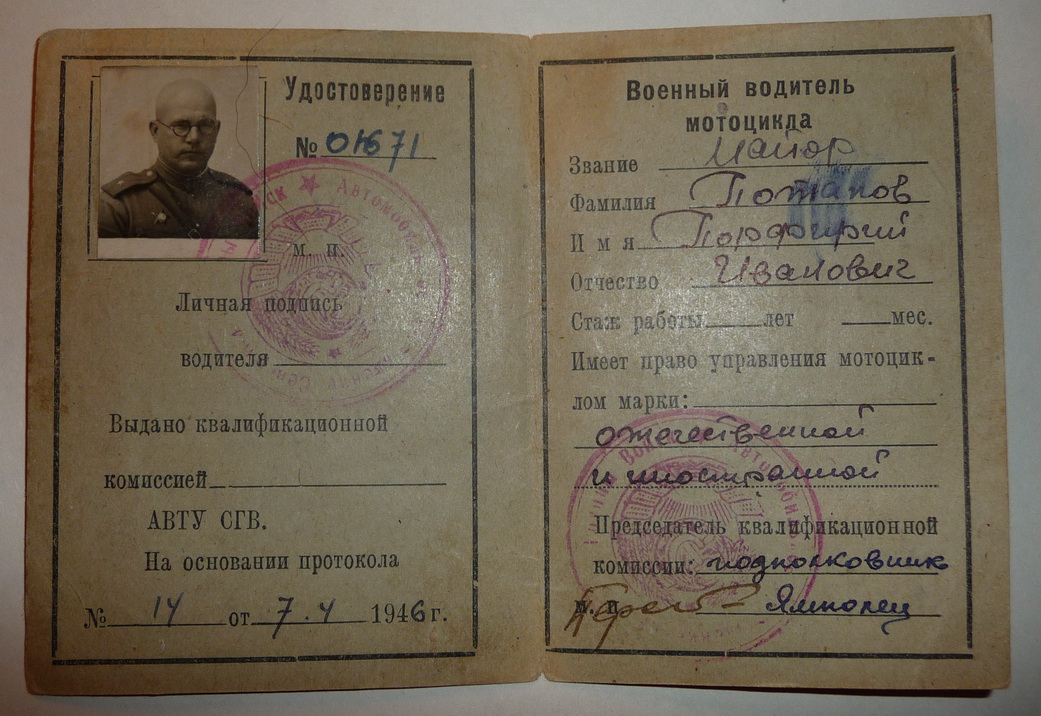 Удостоверение
№ 01671
М. П.
Личная подпись
водителя
Выдано квалификационной
комиссией
АВТУ СГВ.
На основании протокола
№ 14 от 7.4 1946 г.
Военный водитель
мотоцикла
Звание Майор
Фамилия Потапов
Имя Порфирий
Отчество Иванович
Стаж работы лет мес.
Имеет право управления мотоцик-
лом марки:
отечественной
и иностранной
Председатель квалификационной
комиссии: подполковник
М. П. Ямполец